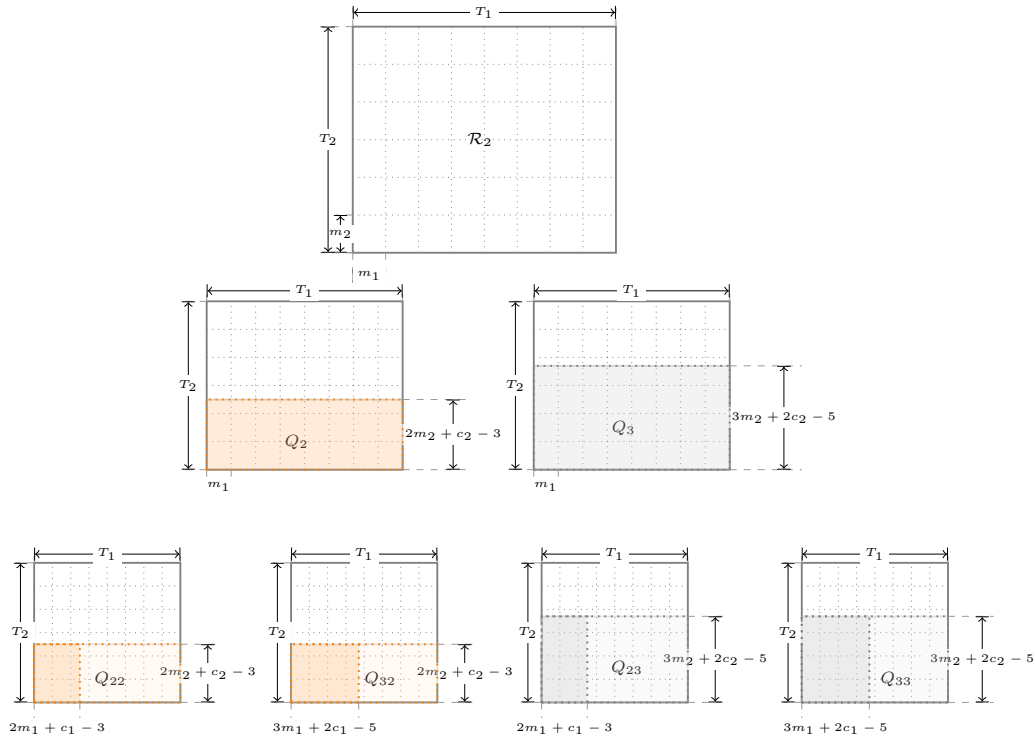 T₁
T₂
ℛ₂
m₂
m₁
T₁
T₂
Q₂
2m₂ + c₂ − 3
m₁
T₁
T₂
Q₃
3m₂ + 2c₂ − 5
m₁
T₁
T₂
Q₂₂
2m₂ + c₂ − 3
2m₁ + c₁ − 3
T₁
T₂
Q₃₂
2m₂ + c₂ − 3
3m₁ + 2c₁ − 5
T₁
T₂
Q₂₃
3m₂ + 2c₂ − 5
2m₁ + c₁ − 3
T₁
T₂
Q₃₃
3m₂ + 2c₂ − 5
3m₁ + 2c₁ − 5